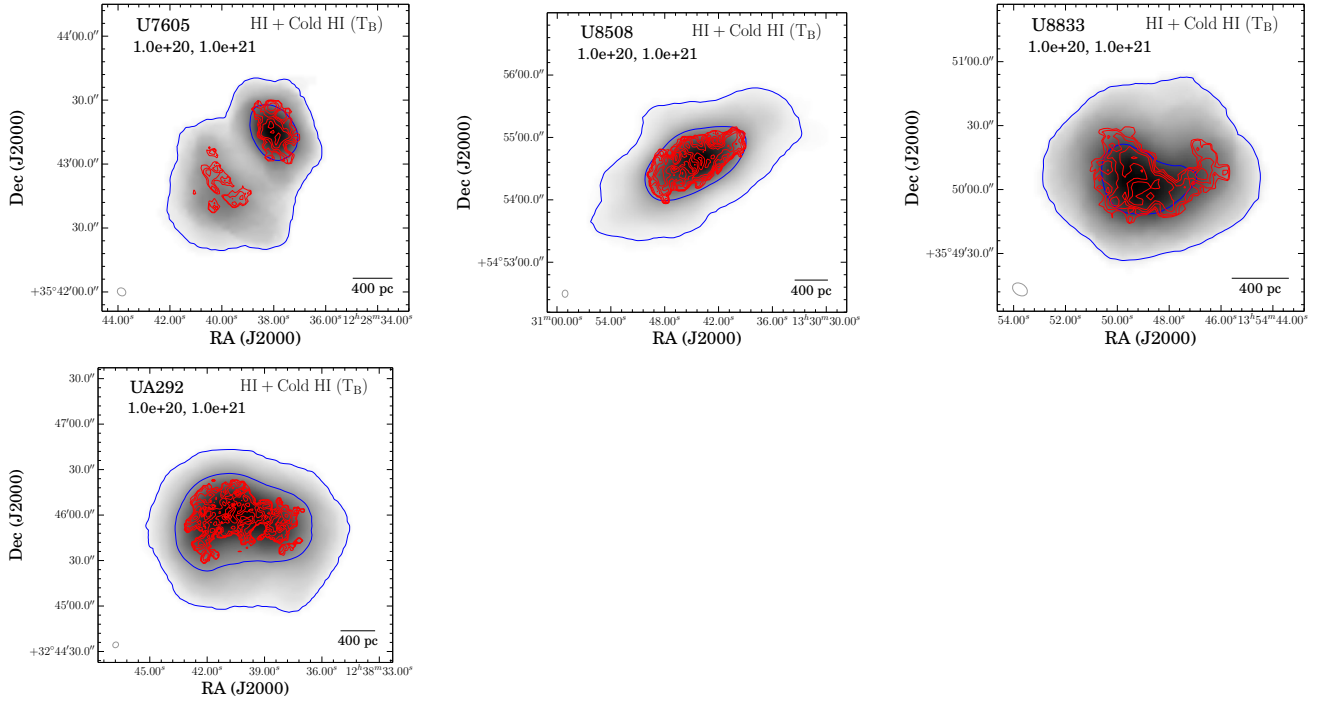 U7605 HI + Cold HI (T_B)
1.0e+20, 1.0e+21
44′00.0″
30.0″
43′00.0″
30.0″
+35°42′00.0″
Dec (J2000)
400 pc
44.00ˢ 42.00ˢ 40.00ˢ 38.00ˢ 36.00ˢ 12ʰ28ᵐ34.00ˢ
RA (J2000)
U8508 HI + Cold HI (T_B)
1.0e+20, 1.0e+21
56′00.0″
55′00.0″
54′00.0″
+54°53′00.0″
Dec (J2000)
400 pc
31ᵐ00.00ˢ 54.00ˢ 48.00ˢ 42.00ˢ 36.00ˢ 13ʰ30ᵐ30.00ˢ
RA (J2000)
U8833 HI + Cold HI (T_B)
1.0e+20, 1.0e+21
51′00.0″
30.0″
50′00.0″
+35°49′30.0″
Dec (J2000)
400 pc
54.00ˢ 52.00ˢ 50.00ˢ 48.00ˢ 46.00ˢ 13ʰ54ᵐ44.00ˢ
RA (J2000)
UA292 HI + Cold HI (T_B)
1.0e+20, 1.0e+21
30.0″
47′00.0″
30.0″
46′00.0″
30.0″
45′00.0″
+32°44′30.0″
Dec (J2000)
400 pc
45.00ˢ 42.00ˢ 39.00ˢ 36.00ˢ 12ʰ38ᵐ33.00ˢ
RA (J2000)